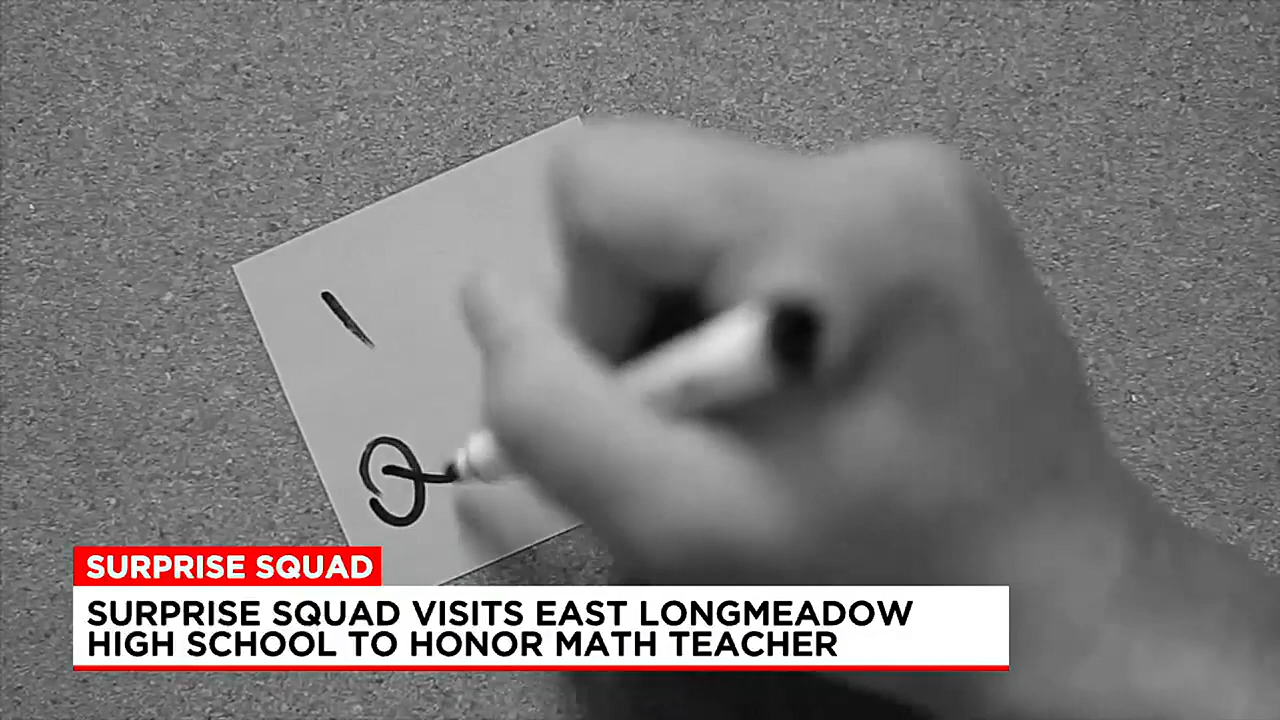 SURPRISE SQUAD
SURPRISE SQUAD VISITS EAST LONGMEADOW
HIGH SCHOOL TO HONOR MATH TEACHER